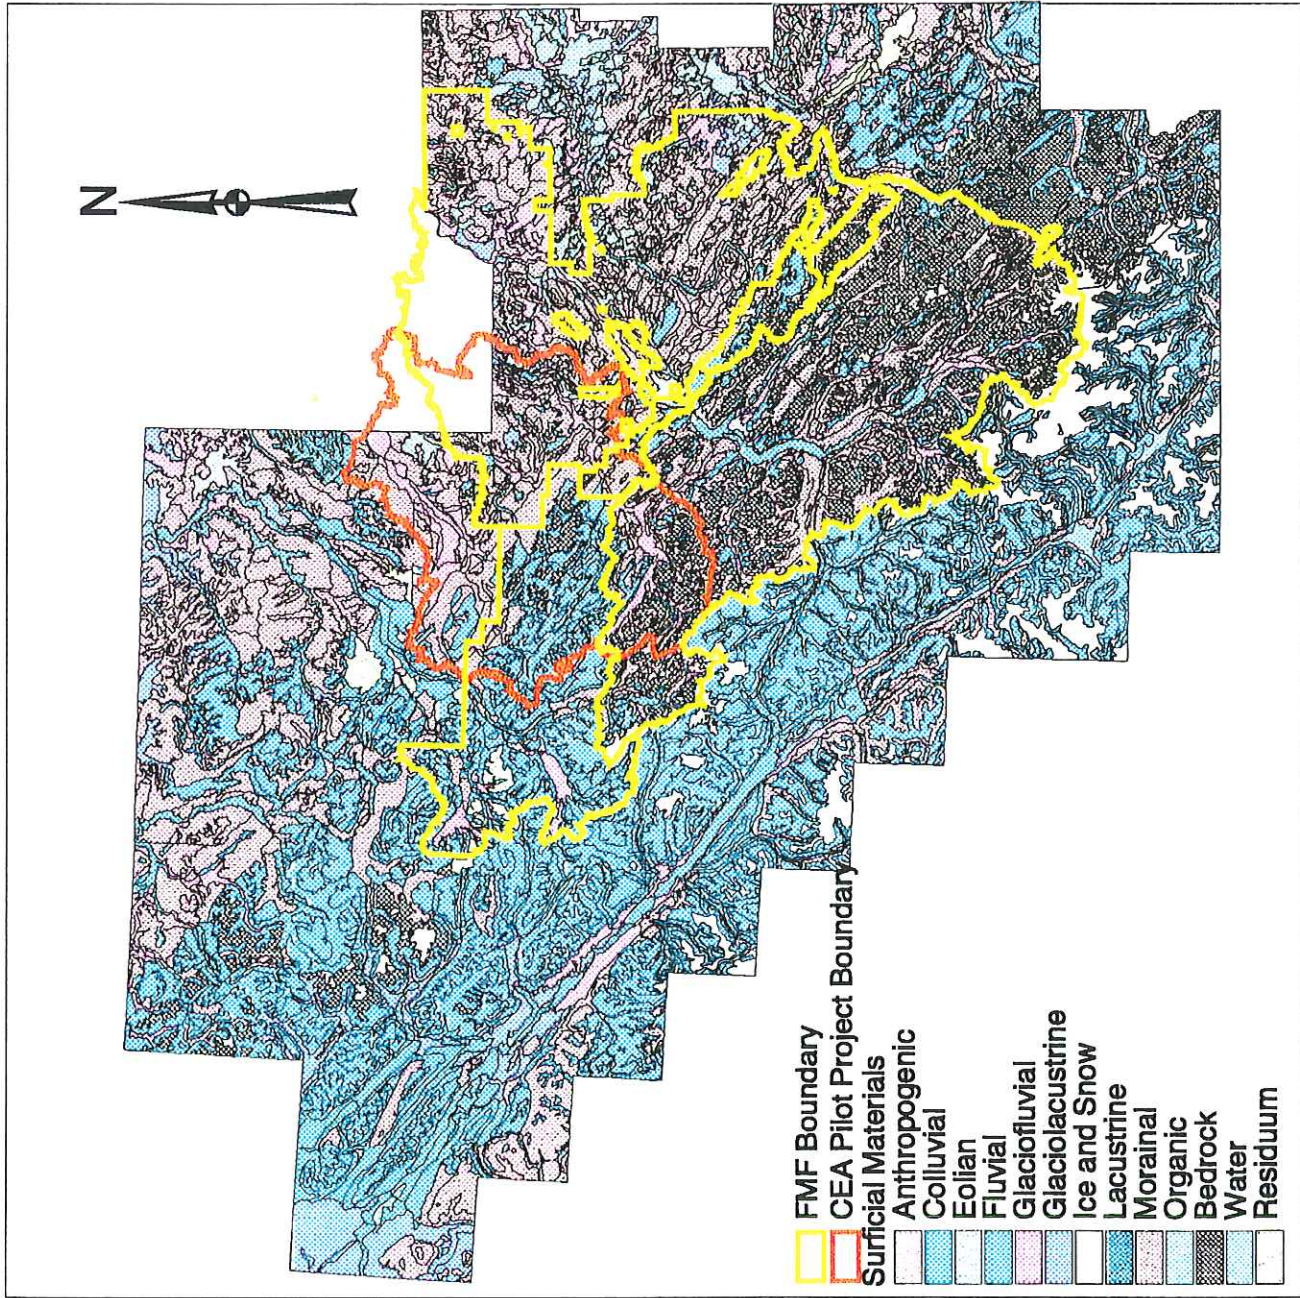 N
FMF Boundary
CEA Pilot Project Boundary
Surficial Materials
Anthropogenic
Colluvial
Eolian
Fluvial
Glaciofluvial
Glaciolacustrine
Ice and Snow
Lacustrine
Morainal
Organic
Bedrock
Water
Residuum